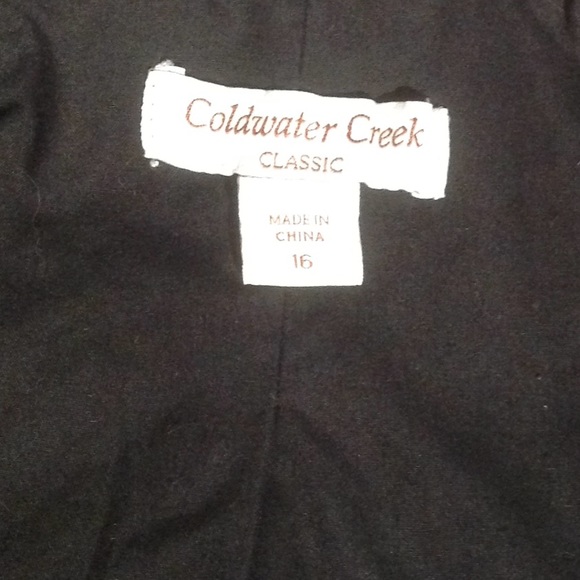 Coldwater Creek
CLASSIC
MADE IN
CHINA
16